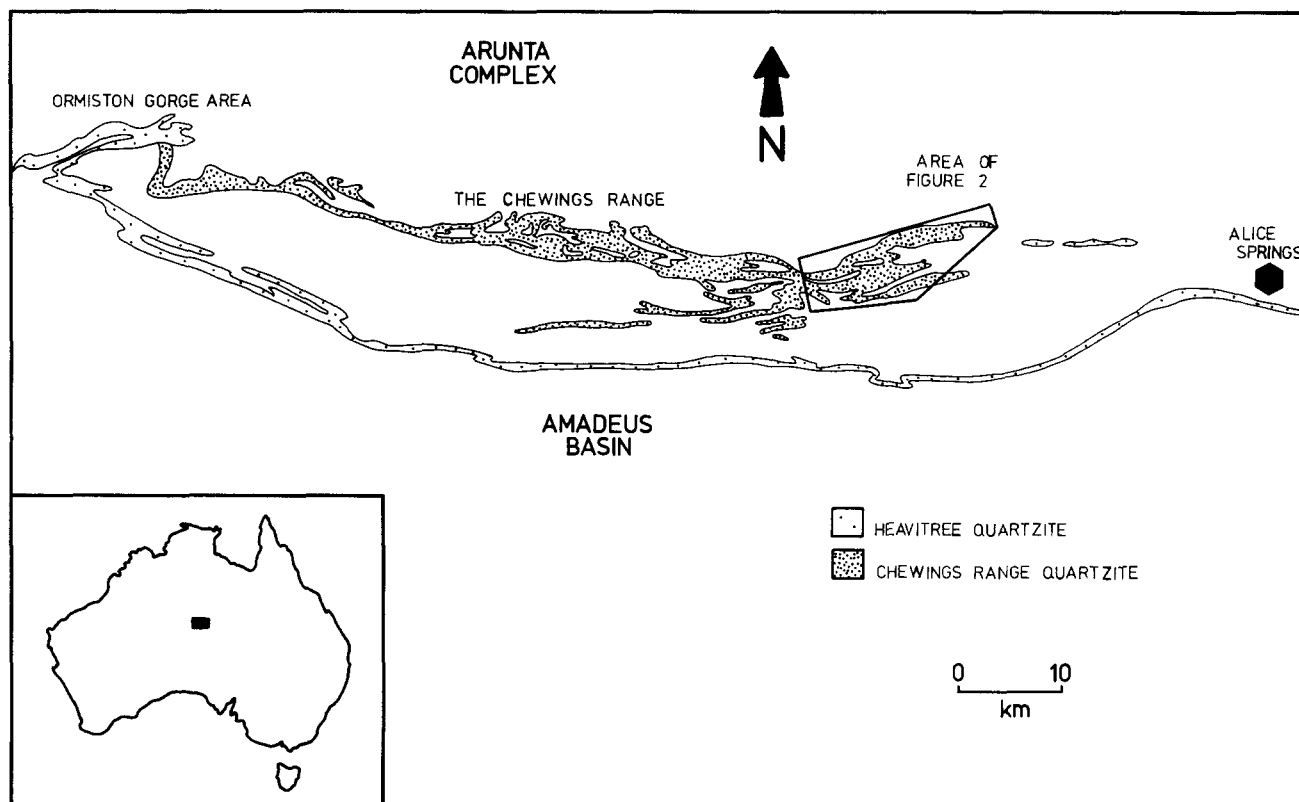 ARUNTA
COMPLEX
ORMISTON GORGE AREA
N
AREA OF
FIGURE 2
THE CHEWINGS RANGE
ALICE
SPRINGS
AMADEUS
BASIN
HEAVITREE QUARTZITE
CHEWINGS RANGE QUARTZITE
0 10
km